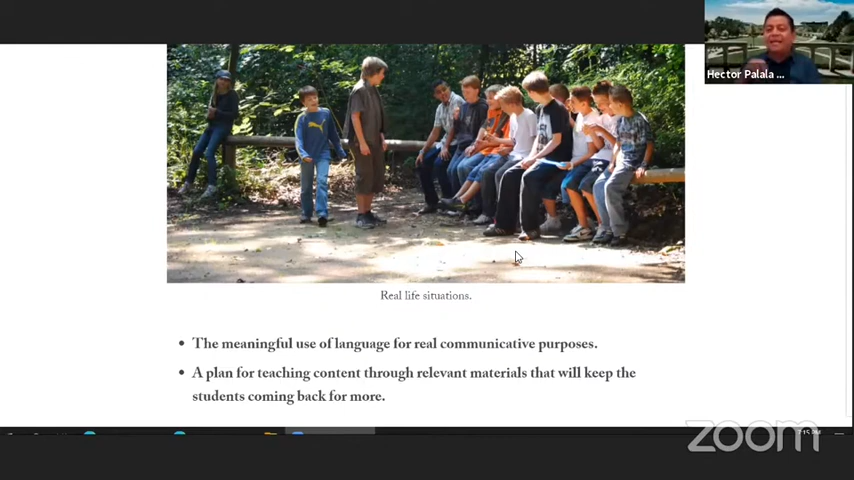 Hector Palala ...
Real life situations.
• The meaningful use of language for real communicative purposes.
• A plan for teaching content through relevant materials that will keep the
students coming back for more.
zoom